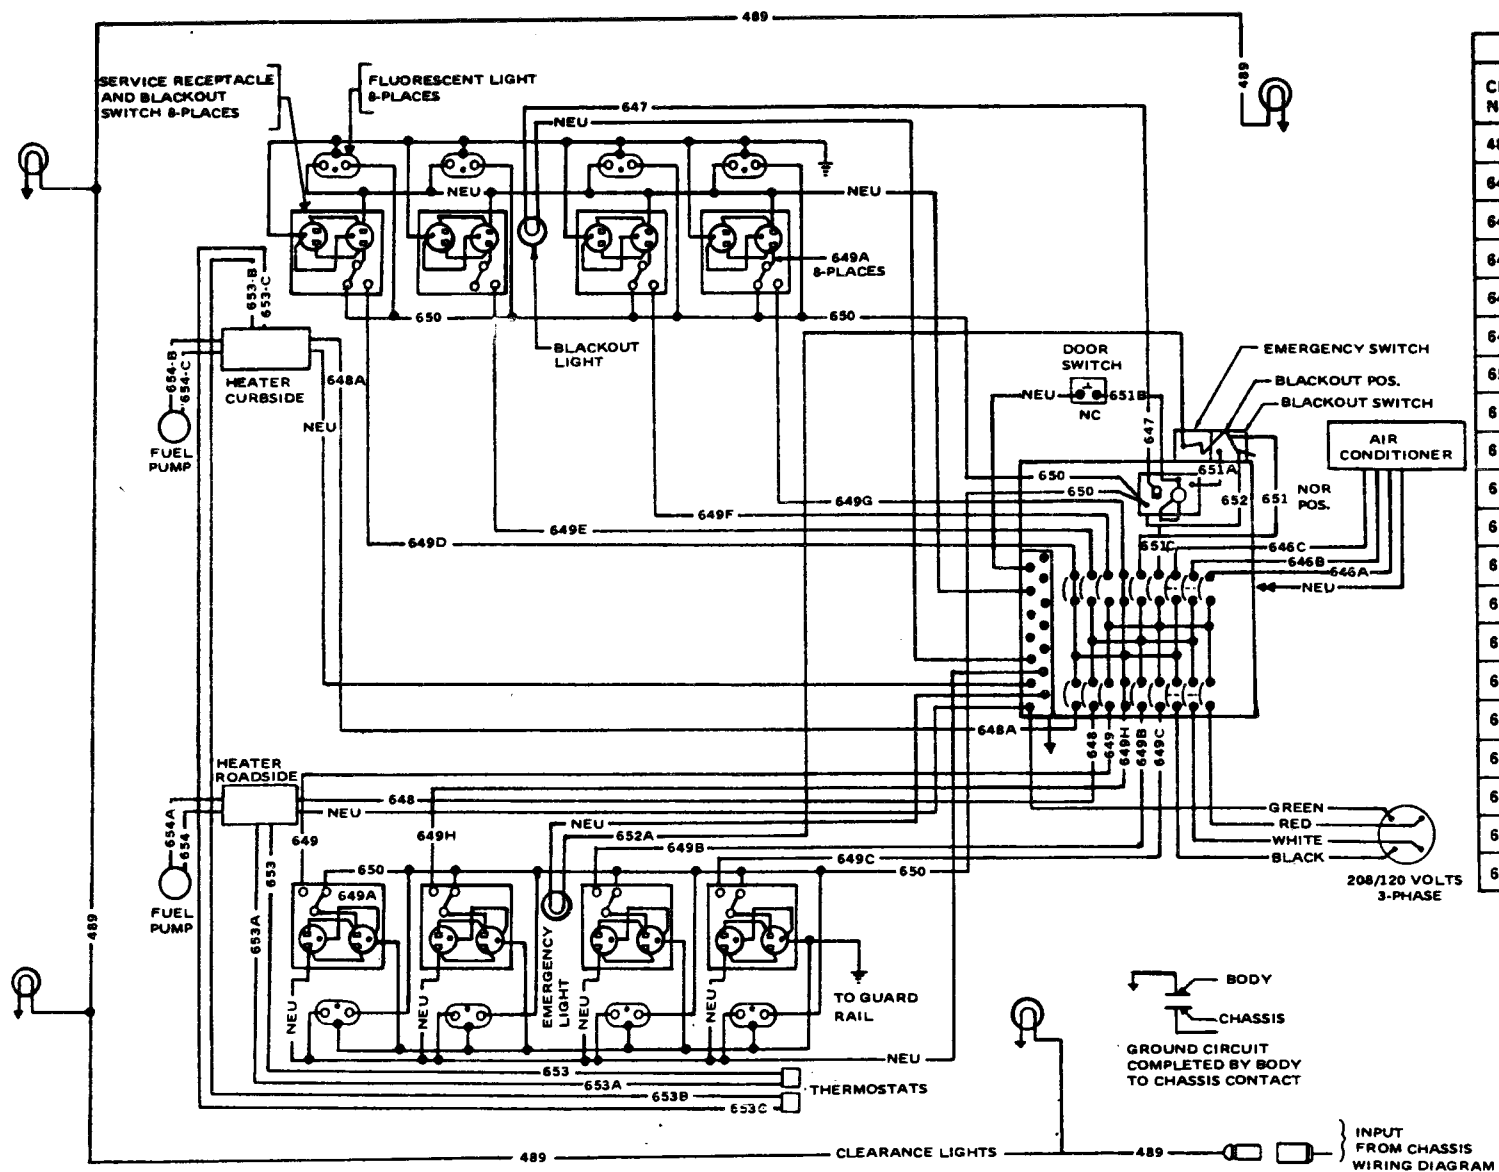 489
489
SERVICE RECEPTACLE
AND BLACKOUT
SWITCH 8-PLACES
FLUORESCENT LIGHT
8-PLACES
647
NEU
NEU
NEU
649A
8-PLACES
653-B
653-C
650
650
BLACKOUT
LIGHT
654-B
654-C
HEATER
CURBSIDE
648A
NEU
FUEL
PUMP
DOOR
SWITCH
NEU
651B
NC
647
EMERGENCY SWITCH
BLACKOUT POS.
BLACKOUT SWITCH
AIR
CONDITIONER
651A
650
650
652
651
NOR
POS.
649G
649F
649E
649D
651C
646C
646B
646A
NEU
648A
648
649
649H
649B
649C
HEATER
ROADSIDE
648
NEU
654A
654
649
649H
NEU
652A
649B
649C
GREEN
RED
WHITE
BLACK
208/120 VOLTS
3-PHASE
653
653A
650
650
649A
FUEL
PUMP
489
NEU
NEU
EMERGENCY
LIGHT
NEU
NEU
TO GUARD
RAIL
NEU
653
653A
THERMOSTATS
653B
653C
BODY
CHASSIS
GROUND CIRCUIT
COMPLETED BY BODY
TO CHASSIS CONTACT
489
CLEARANCE LIGHTS
489
INPUT
FROM CHASSIS
WIRING DIAGRAM